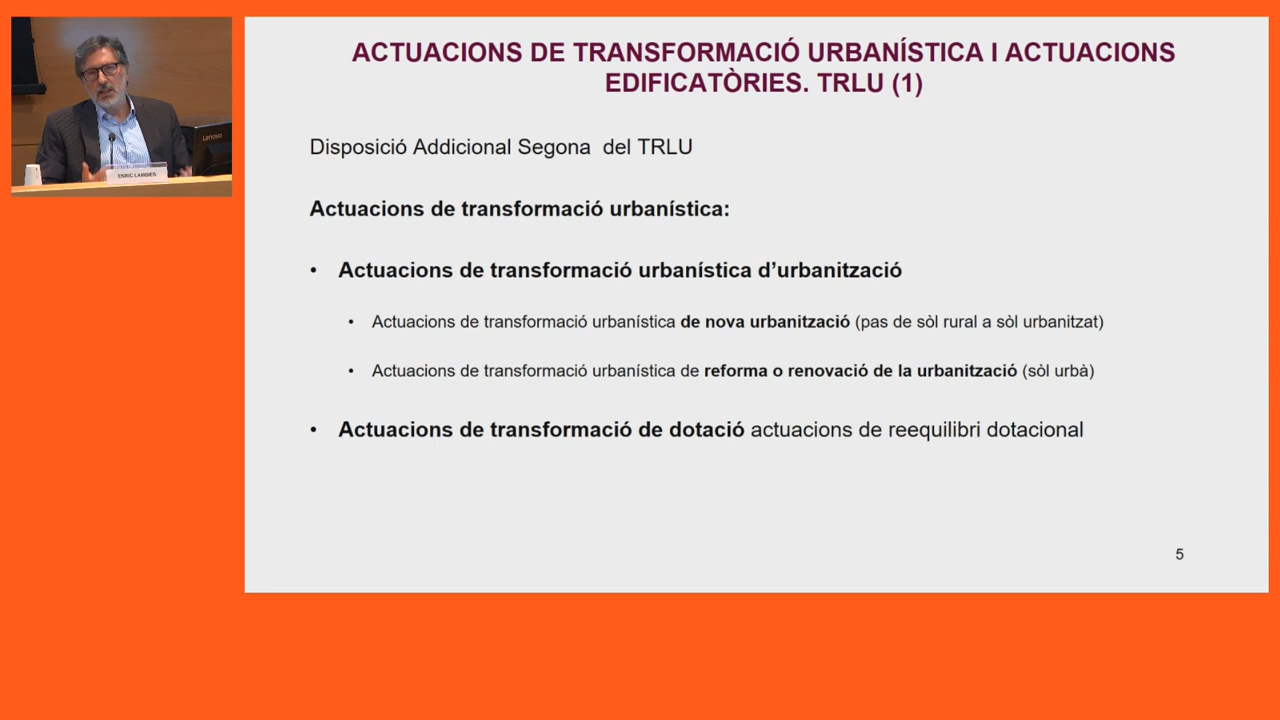 ACTUACIONS DE TRANSFORMACIÓ URBANÍSTICA I ACTUACIONS
EDIFICATÒRIES. TRLU (1)
Disposició Addicional Segona  del TRLU
Actuacions de transformació urbanística:
• Actuacions de transformació urbanística d’urbanització
• Actuacions de transformació urbanística de nova urbanització (pas de sòl rural a sòl urbanitzat)
• Actuacions de transformació urbanística de reforma o renovació de la urbanització (sòl urbà)
• Actuacions de transformació de dotació actuacions de reequilibri dotacional
5
Lenovo
ENRIC LAMBIES